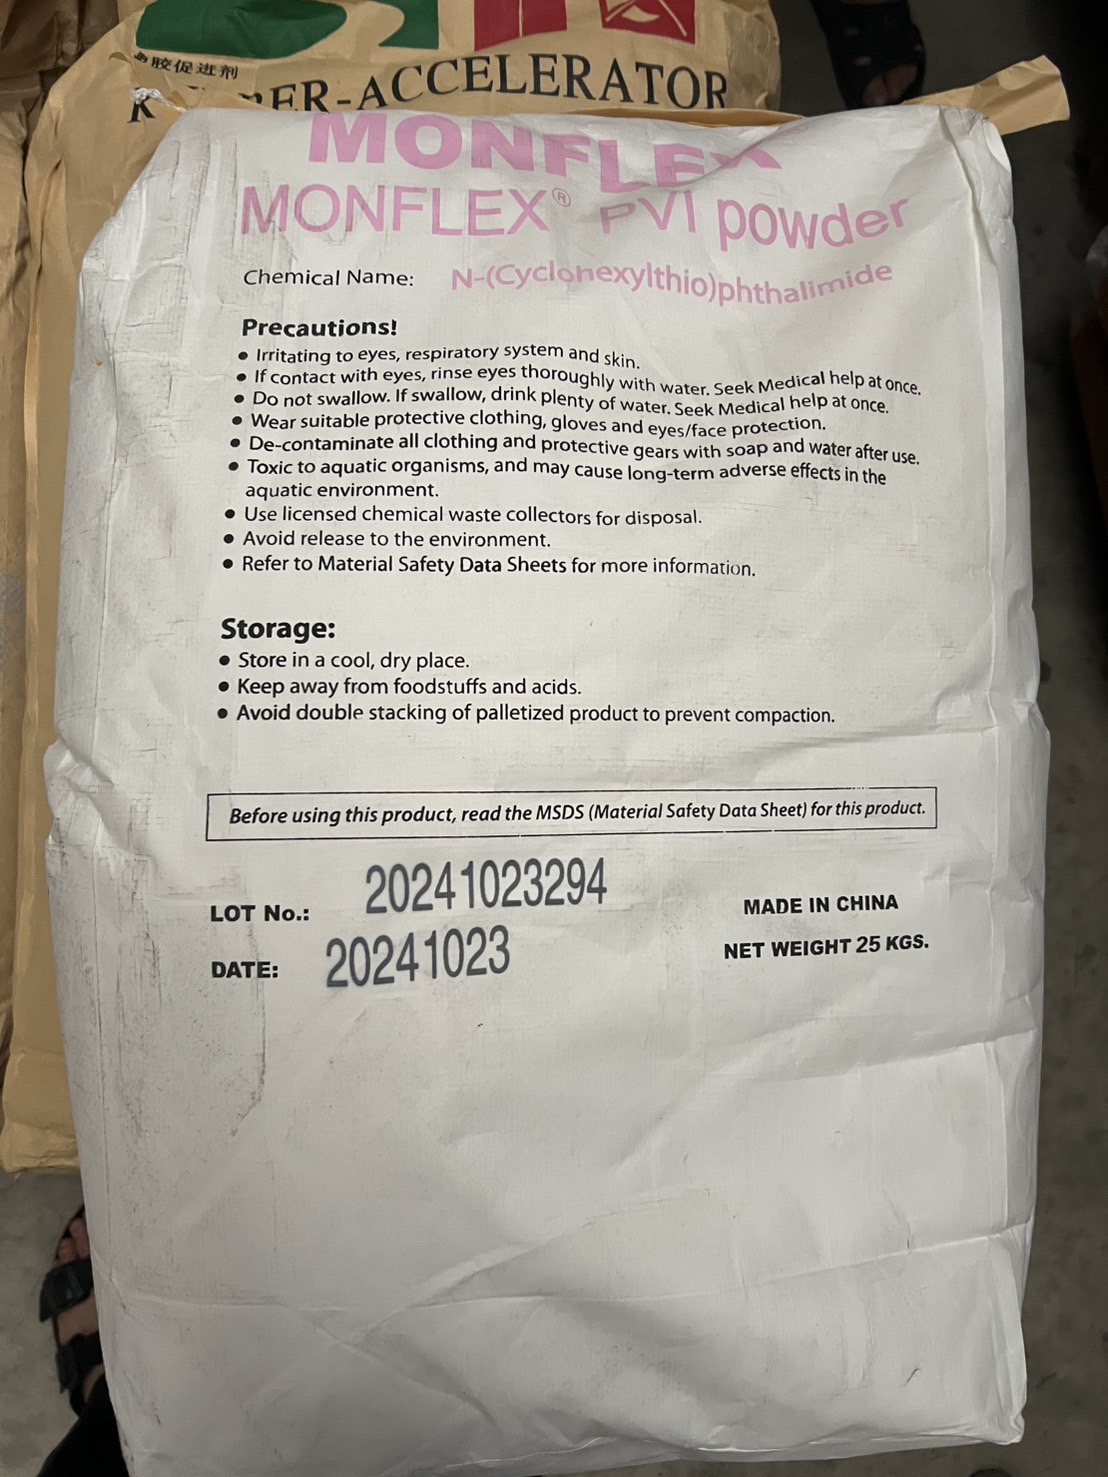 胶促进剂
-ACCELERATOR
MONFLEX
MONFLEX® PVI powder
Chemical Name: N-(Cyclohexylthio)phthalimide
Precautions!
• Irritating to eyes, respiratory system and skin.
• If contact with eyes, rinse eyes thoroughly with water. Seek Medical help at once.
• Do not swallow. If swallow, drink plenty of water. Seek Medical help at once.
• Wear suitable protective clothing, gloves and eyes/face protection.
• De-contaminate all clothing and protective gears with soap and water after use.
• Toxic to aquatic organisms, and may cause long-term adverse effects in the
aquatic environment.
• Use licensed chemical waste collectors for disposal.
• Avoid release to the environment.
• Refer to Material Safety Data Sheets for more information.
Storage:
• Store in a cool, dry place.
• Keep away from foodstuffs and acids.
• Avoid double stacking of palletized product to prevent compaction.
Before using this product, read the MSDS (Material Safety Data Sheet) for this product.
LOT No.: 20241023294
DATE: 20241023
MADE IN CHINA
NET WEIGHT 25 KGS.